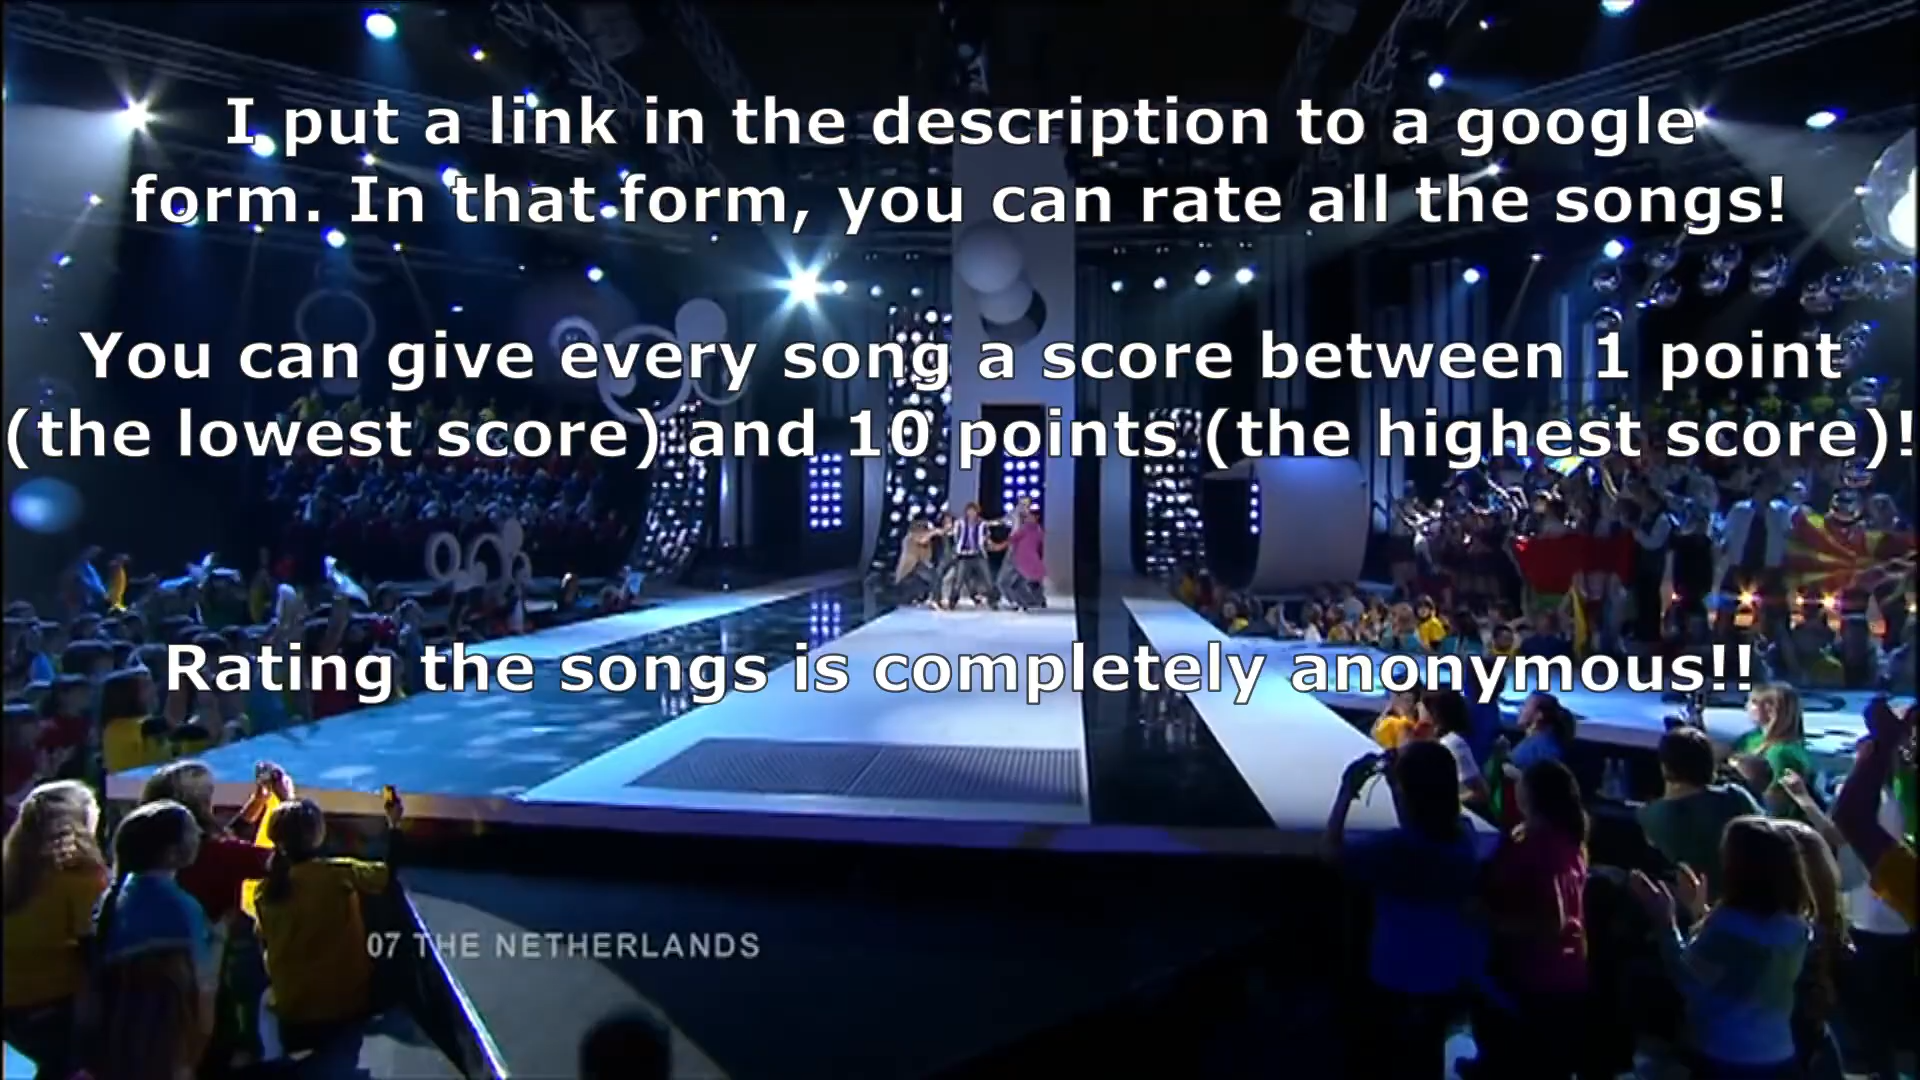 I put a link in the description to a google
form. In that form, you can rate all the songs!
You can give every song a score between 1 point
(the lowest score) and 10 points (the highest score)!
Rating the songs is completely anonymous!!
07 THE NETHERLANDS